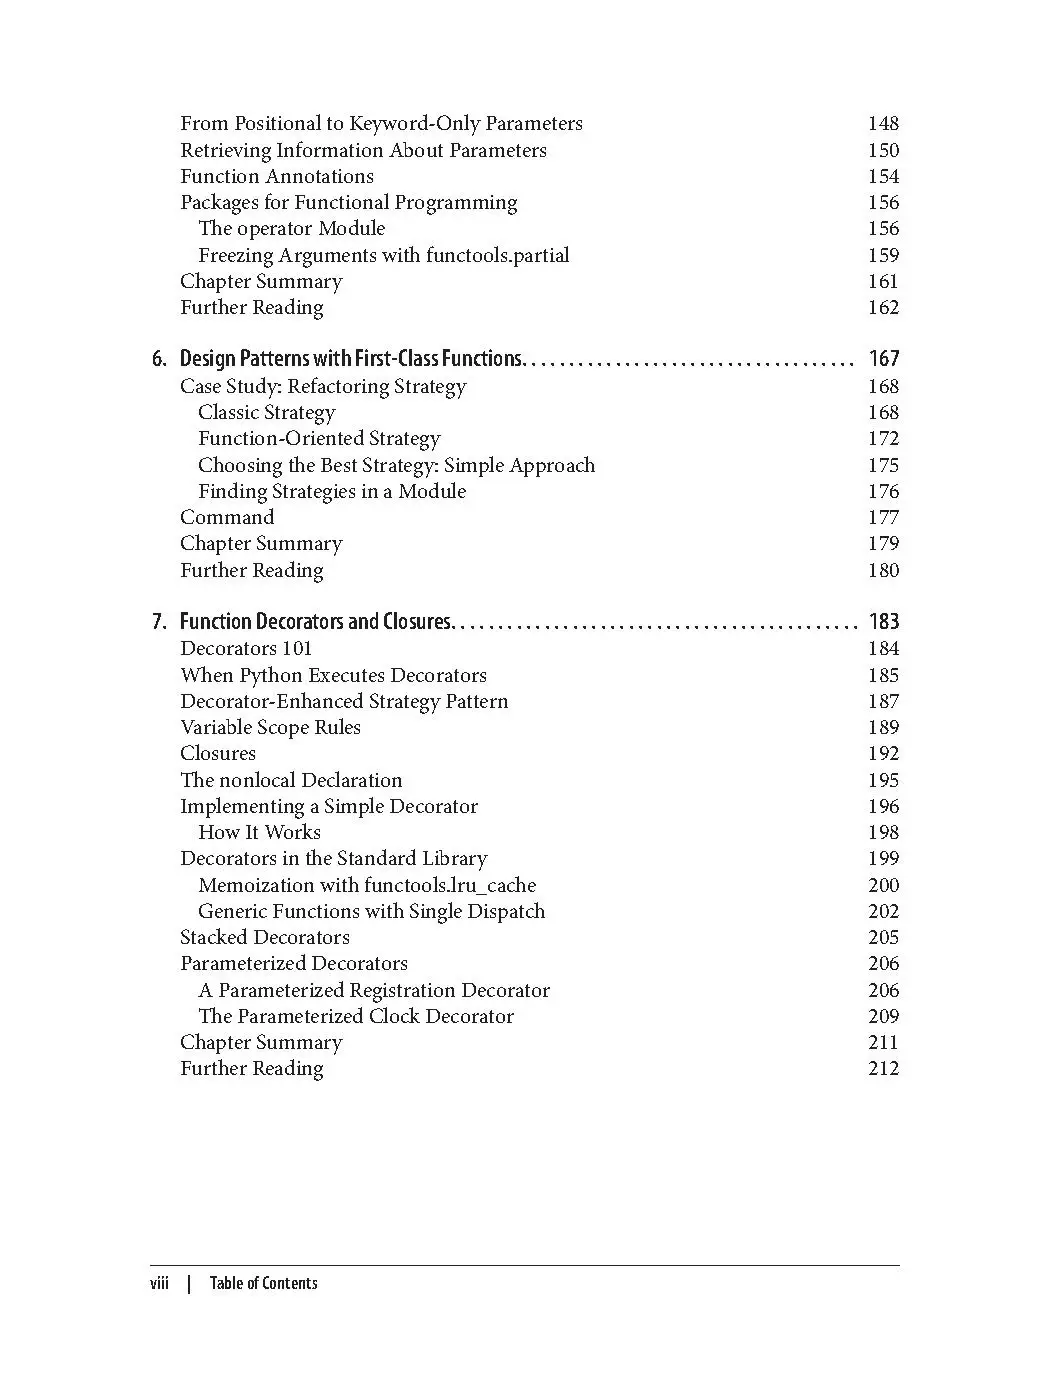 From Positional to Keyword-Only Parameters 148
Retrieving Information About Parameters 150
Function Annotations 154
Packages for Functional Programming 156
The operator Module 156
Freezing Arguments with functools.partial 159
Chapter Summary 161
Further Reading 162
6. Design Patterns with First-Class Functions. . . . . . . . . . . . . . . . . . . . . . . . . . . . . . . . . . . . 167
Case Study: Refactoring Strategy 168
Classic Strategy 168
Function-Oriented Strategy 172
Choosing the Best Strategy: Simple Approach 175
Finding Strategies in a Module 176
Command 177
Chapter Summary 179
Further Reading 180
7. Function Decorators and Closures. . . . . . . . . . . . . . . . . . . . . . . . . . . . . . . . . . . . . . . . . . . . 183
Decorators 101 184
When Python Executes Decorators 185
Decorator-Enhanced Strategy Pattern 187
Variable Scope Rules 189
Closures 192
The nonlocal Declaration 195
Implementing a Simple Decorator 196
How It Works 198
Decorators in the Standard Library 199
Memoization with functools.lru_cache 200
Generic Functions with Single Dispatch 202
Stacked Decorators 205
Parameterized Decorators 206
A Parameterized Registration Decorator 206
The Parameterized Clock Decorator 209
Chapter Summary 211
Further Reading 212
viii | Table of Contents